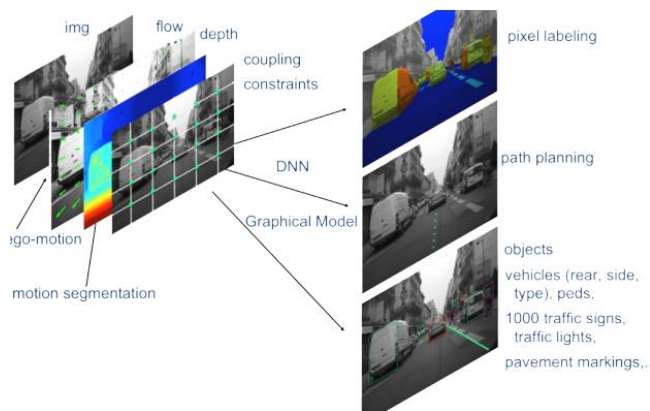 img
flow
depth
coupling
constraints
pixel labeling
DNN
path planning
Graphical Model
ego-motion
motion segmentation
objects
vehicles (rear, side,
type), peds,
1000 traffic signs,
traffic lights,
pavement markings,..